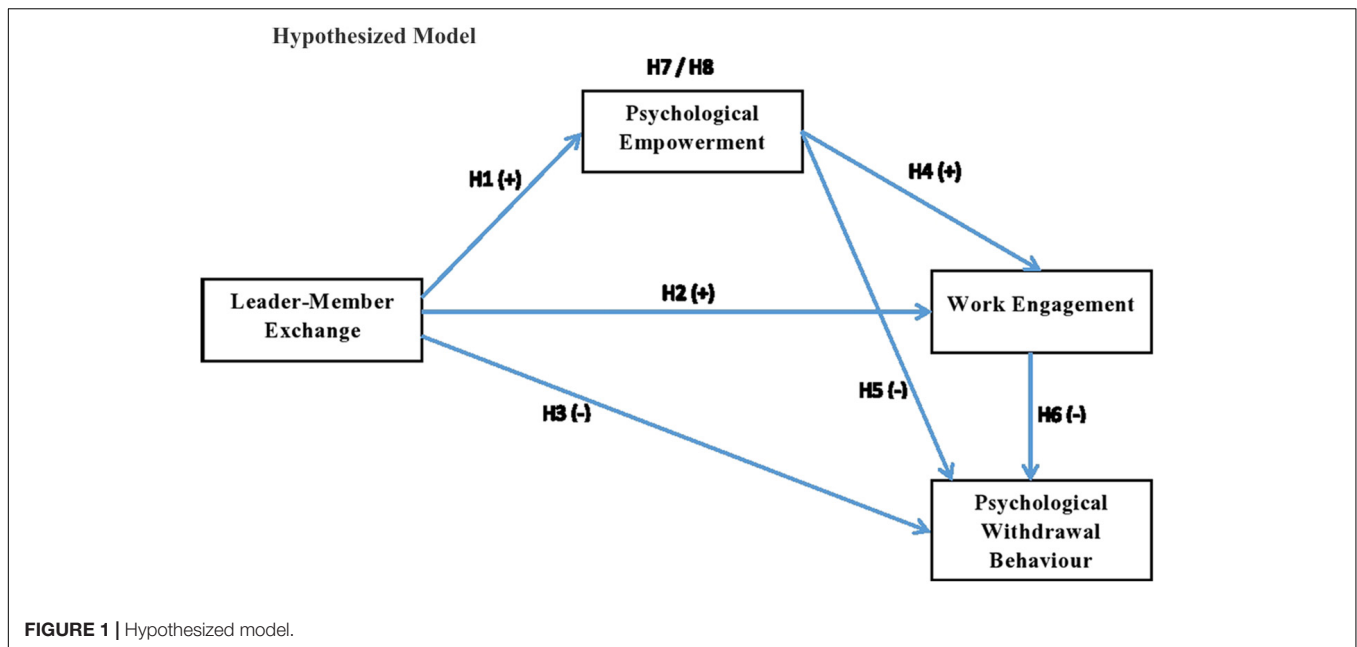 Hypothesized Model
H7 / H8
Psychological
Empowerment
H1 (+)
H4 (+)
Leader-Member
Exchange
H2 (+)
Work Engagement
H3 (-)
H5 (-)
H6 (-)
Psychological
Withdrawal
Behaviour
FIGURE 1 | Hypothesized model.